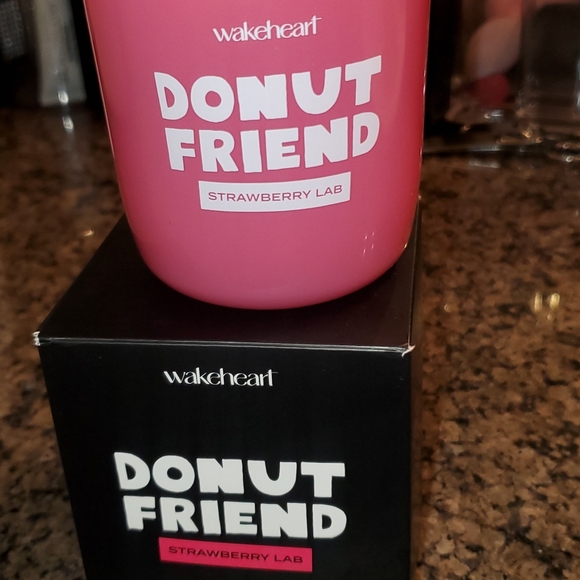 wakeheart
DONUT
FRIEND
STRAWBERRY LAB
wakeheart
DONUT
FRIEND
STRAWBERRY LAB